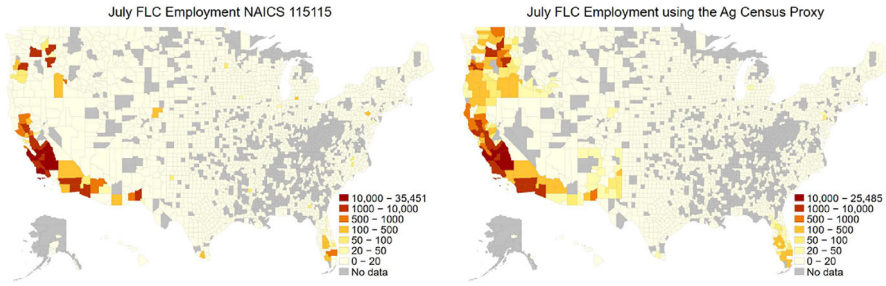 July FLC Employment NAICS 115115
10,000 – 35,451
1000 – 10,000
500 – 1000
100 – 500
50 – 100
20 – 50
0 – 20
No data
July FLC Employment using the Ag Census Proxy
10,000 – 25,485
1000 – 10,000
500 – 1000
100 – 500
50 – 100
20 – 50
0 – 20
No data